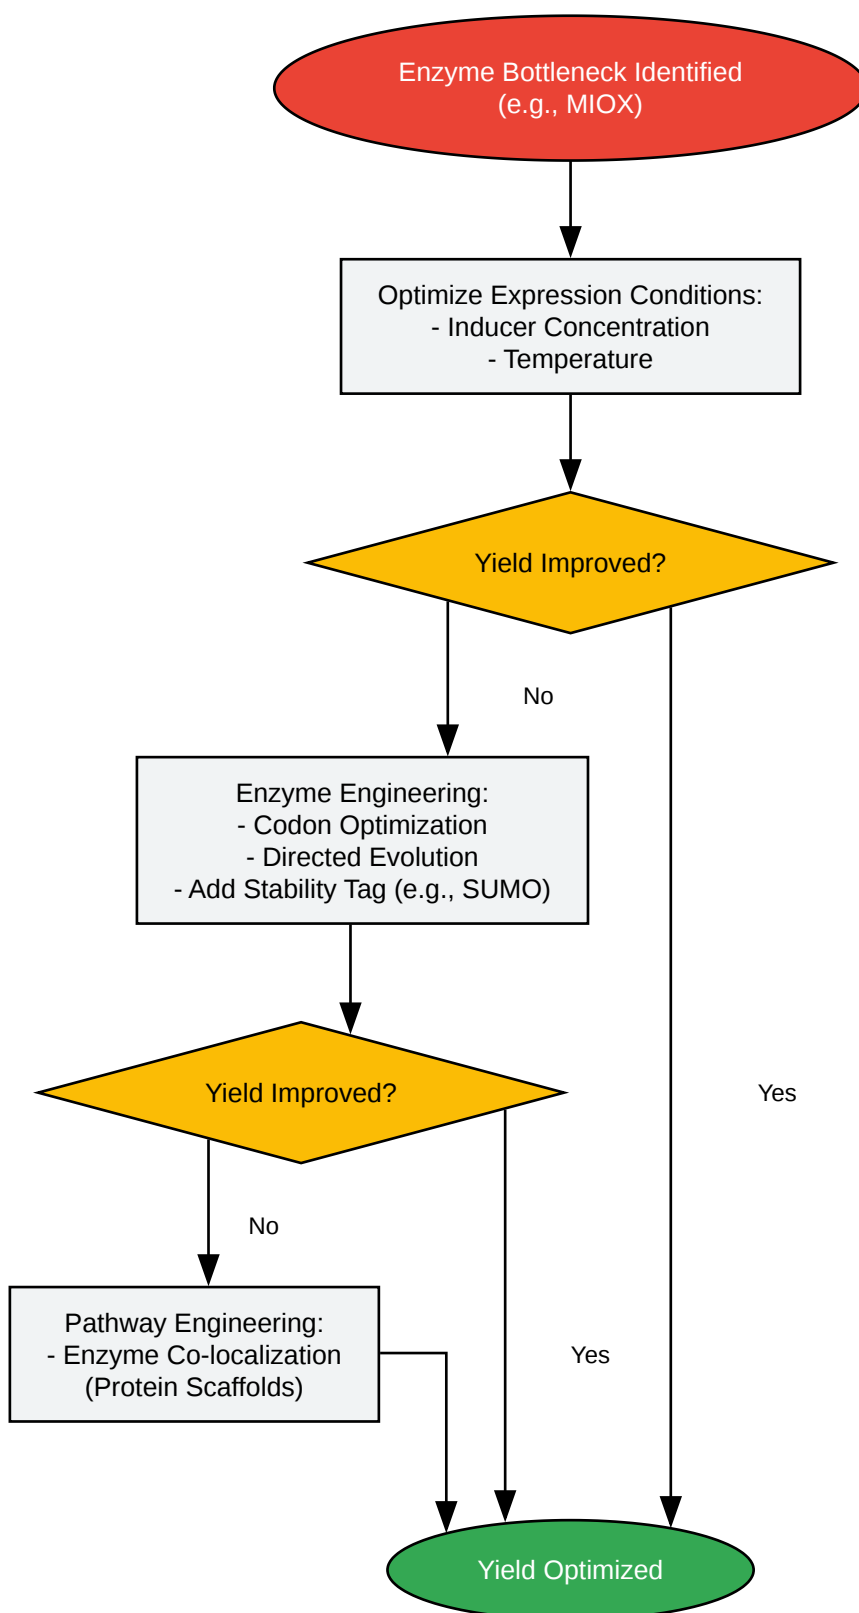 Enzyme Bottleneck Identified
(e.g., MIOX)
Optimize Expression Conditions:
- Inducer Concentration
- Temperature
Yield Improved?
No
Enzyme Engineering:
- Codon Optimization
- Directed Evolution
- Add Stability Tag (e.g., SUMO)
Yield Improved?
Yes
No
Pathway Engineering:
- Enzyme Co-localization
(Protein Scaffolds)
Yes
Yield Optimized